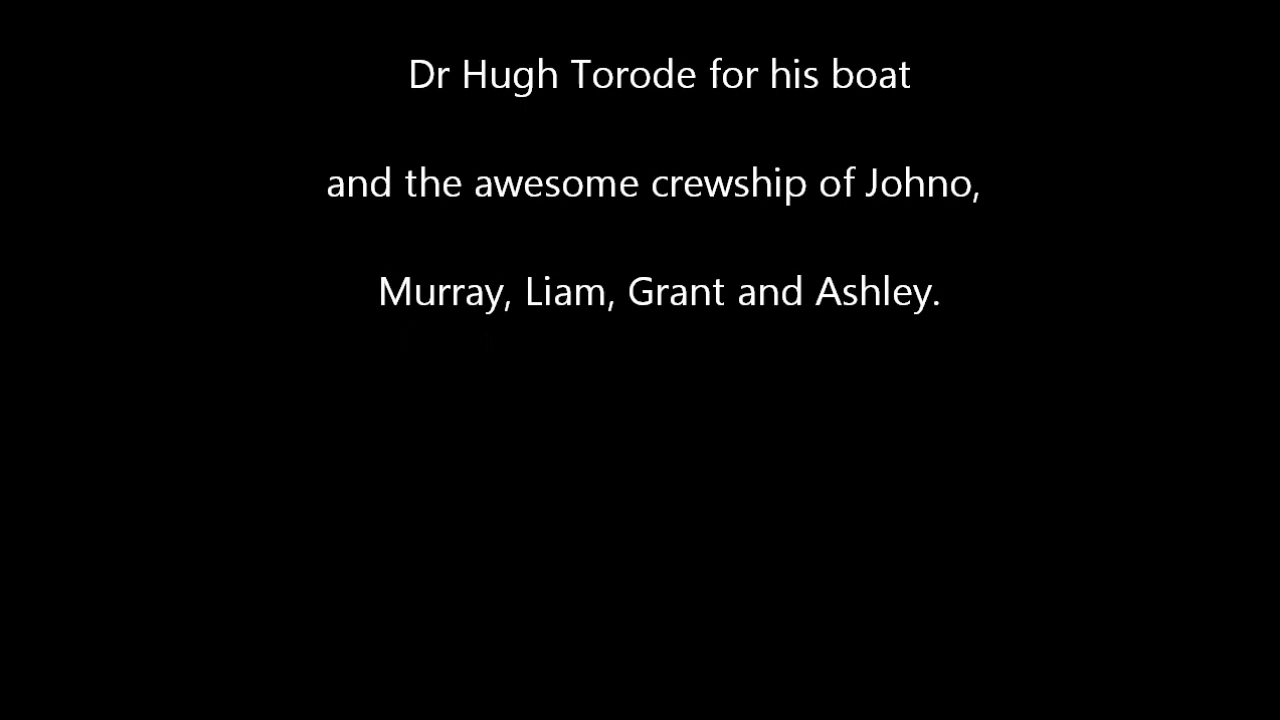 Dr Hugh Torode for his boat
and the awesome crewship of Johno,
Murray, Liam, Grant and Ashley.